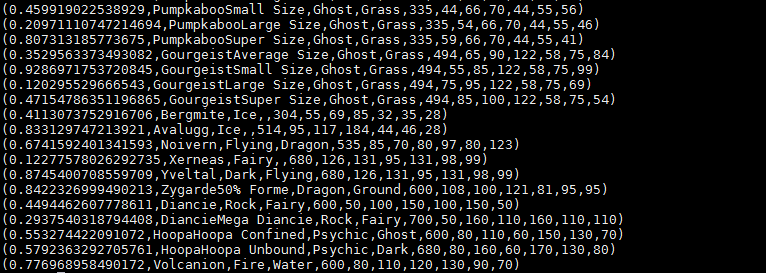 (0.459919022538929,PumpkabooSmall Size,Ghost,Grass,335,44,66,70,44,55,56)
(0.20971110747214694,PumpkabooLarge Size,Ghost,Grass,335,54,66,70,44,55,46)
(0.807313185773675,PumpkabooSuper Size,Ghost,Grass,335,59,66,70,44,55,41)
(0.3529563373493082,GourgeistAverage Size,Ghost,Grass,494,65,90,122,58,75,84)
(0.9286971753720845,GourgeistSmall Size,Ghost,Grass,494,55,85,122,58,75,99)
(0.120295529666543,GourgeistLarge Size,Ghost,Grass,494,75,95,122,58,75,69)
(0.47154786351196865,GourgeistSuper Size,Ghost,Grass,494,85,100,122,58,75,54)
(0.4113073752916706,Bergmite,Ice,,304,55,69,85,32,35,28)
(0.833129747213921,Avalugg,Ice,,514,95,117,184,44,46,28)
(0.6741592401341593,Noivern,Flying,Dragon,535,85,70,80,97,80,123)
(0.12277578026292735,Xerneas,Fairy,,680,126,131,95,131,98,99)
(0.8745400708559709,Yveltal,Dark,Flying,680,126,131,95,131,98,99)
(0.8422326999490213,Zygarde50% Forme,Dragon,Ground,600,108,100,121,81,95,95)
(0.4494462607778611,Diancie,Rock,Fairy,600,50,100,150,100,150,50)
(0.2937540318794408,DiancieMega Diancie,Rock,Fairy,700,50,160,110,160,110,110)
(0.553274422091072,HoopaHoopa Confined,Psychic,Ghost,600,80,110,60,150,130,70)
(0.5792363292705761,HoopaHoopa Unbound,Psychic,Dark,680,80,160,60,170,130,80)
(0.776968958490172,Volcanion,Fire,Water,600,80,110,120,130,90,70)